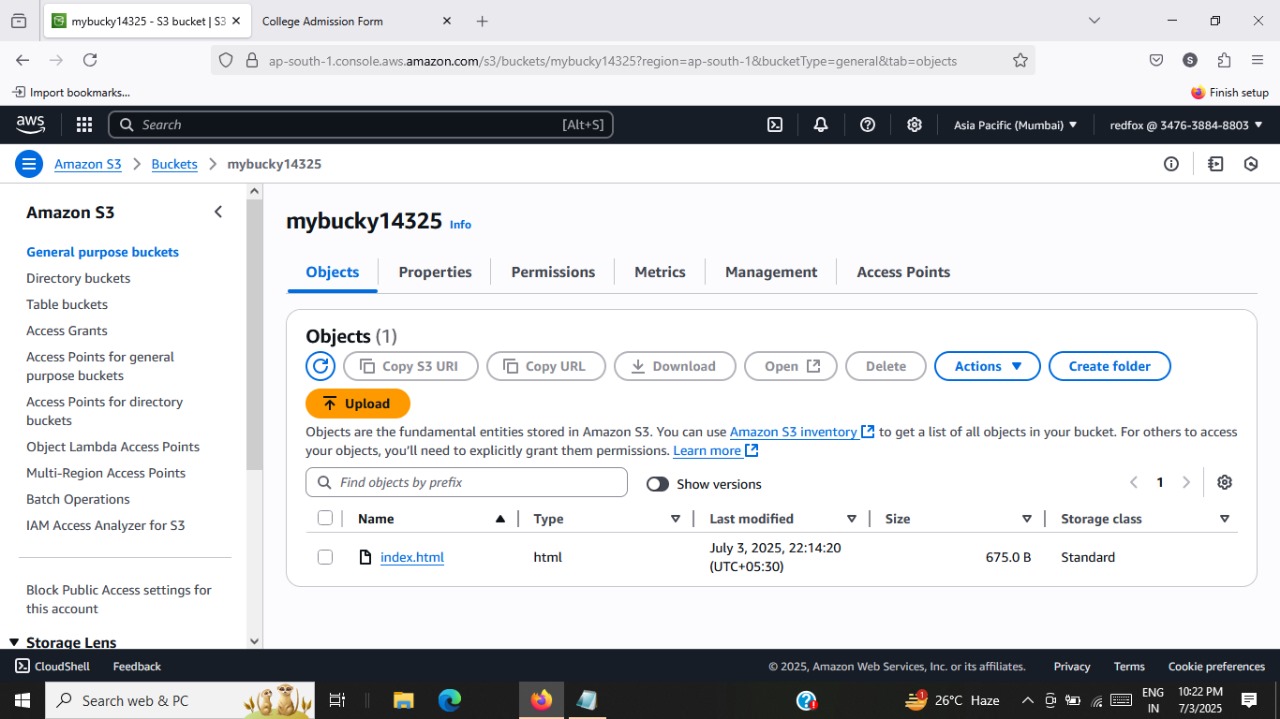 mybucky14325 - S3 bucket | S3
College Admission Form
ap-south-1.console.aws.amazon.com/s3/buckets/mybucky14325?region=ap-south-1&bucketType=general&tab=objects
Import bookmarks...
Finish setup
aws
Search
[Alt+S]
Asia Pacific (Mumbai)
redfox @ 3476-3884-8803
Amazon S3
Buckets
mybucky14325
Amazon S3
General purpose buckets
Directory buckets
Table buckets
Access Grants
Access Points for general
purpose buckets
Access Points for directory
buckets
Object Lambda Access Points
Multi-Region Access Points
Batch Operations
IAM Access Analyzer for S3
Block Public Access settings for
this account
Storage Lens
mybucky14325 Info
Objects
Properties
Permissions
Metrics
Management
Access Points
Objects (1)
Copy S3 URI
Copy URL
Download
Open
Delete
Actions
Create folder
Upload
Objects are the fundamental entities stored in Amazon S3. You can use Amazon S3 inventory to get a list of all objects in your bucket. For others to access
your objects, you'll need to explicitly grant them permissions. Learn more
Find objects by prefix
Show versions
1
Name
Type
Last modified
Size
Storage class
index.html
html
July 3, 2025, 22:14:20
(UTC+05:30)
675.0 B
Standard
CloudShell
Feedback
© 2025, Amazon Web Services, Inc. or its affiliates.
Privacy
Terms
Cookie preferences
Search web & PC
1
26°C Haze
ENG
IN
10:22 PM
7/3/2025